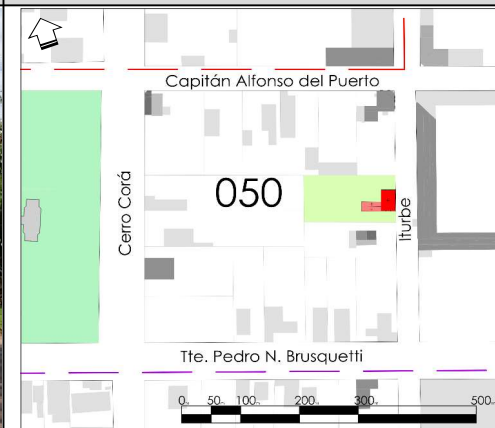 Capitán Alfonso del Puerto
050
Cerro Corá
Iturbe
Tte. Pedro N. Brusquetti
0 50 100 200 300 500